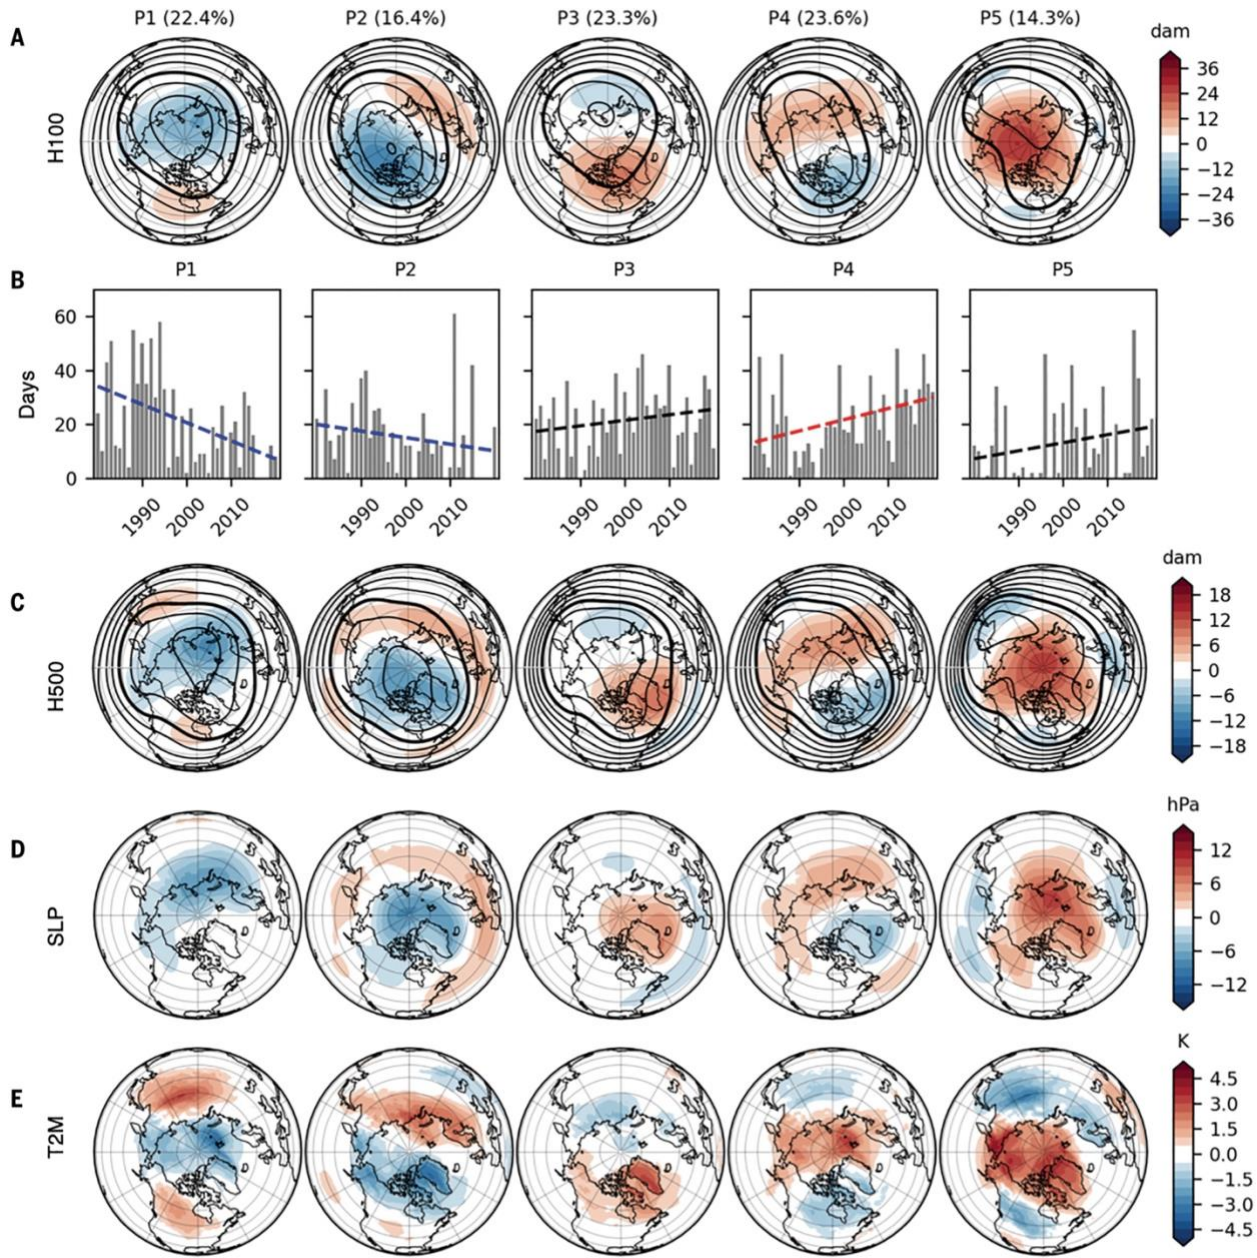 A
P1 (22.4%) P2 (16.4%) P3 (23.3%) P4 (23.6%) P5 (14.3%)
dam
H100
36
24
12
0
−12
−24
−36
B
P1 P2 P3 P4 P5
Days
60
40
20
0
1990 2000 2010 1990 2000 2010 1990 2000 2010 1990 2000 2010 1990 2000 2010
C
dam
H500
18
12
6
0
−6
−12
−18
D
hPa
SLP
12
6
0
−6
−12
E
K
T2M
4.5
3.0
1.5
0.0
−1.5
−3.0
−4.5